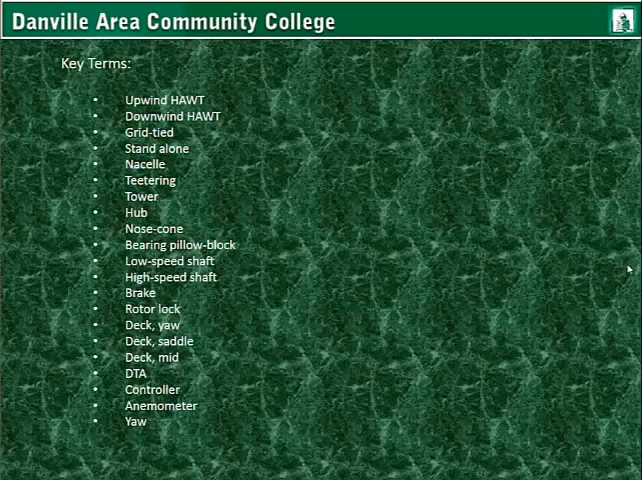 Danville Area Community College
Key Terms:
• Upwind HAWT
• Downwind HAWT
• Grid-tied
• Stand alone
• Nacelle
• Teetering
• Tower
• Hub
• Nose-cone
• Bearing pillow-block
• Low-speed shaft
• High-speed shaft
• Brake
• Rotor lock
• Deck, yaw
• Deck, saddle
• Deck, mid
• DTA
• Controller
• Anemometer
• Yaw